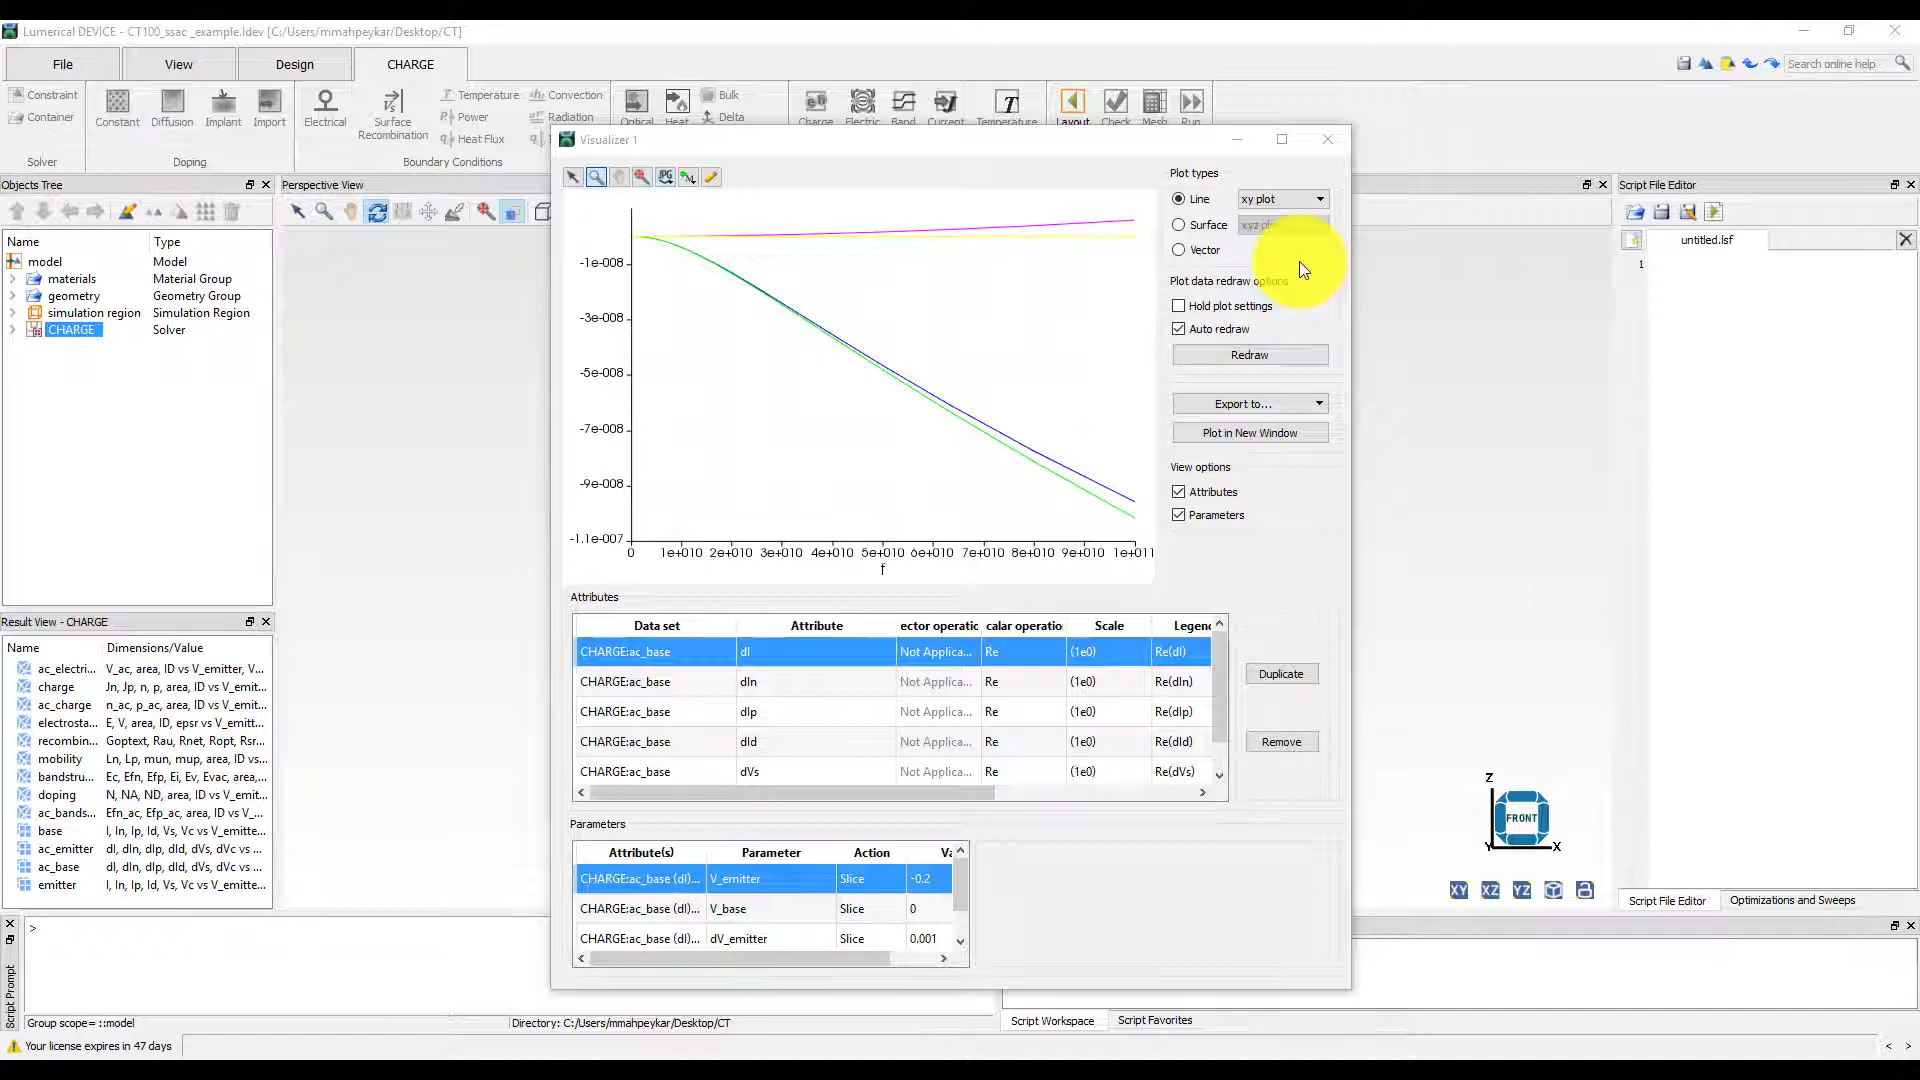 Lumerical DEVICE - CT100_ssac _example.ldev [C:/Users/mmahpeykar/Desktop/CT]
File View Design CHARGE
Search online help
Constraint
Container
Solver
Constant Diffusion Implant Import
Doping
Electrical
Surface
Recombination
Temperature Convection
Power Radiation
Heat Flux
Boundary Conditions
Optical Heat
Bulk
Delta
Charge Electric Band Current Temperature
Layout Check Mesh Run
Objects Tree
Name Type
model Model
materials Material Group
geometry Geometry Group
simulation region Simulation Region
CHARGE Solver
Perspective View
Result View - CHARGE
Name Dimensions/Value
ac_electri... V_ac, area, ID vs V_emitter, V...
charge Jn, Jp, n, p, area, ID vs V_emit...
ac_charge n_ac, p_ac, area, ID vs V_emit...
electrosta... E, V, area, ID, epsr vs V_emitt...
recombin... Goptext, Rau, Rnet, Ropt, Rsr...
mobility Ln, Lp, mun, mup, area, ID vs...
bandstru... Ec, Efn, Efp, Ei, Ev, Evac, area,...
doping N, NA, ND, area, ID vs V_emit...
ac_bands... Efn_ac, Efp_ac, area, ID vs V_...
base I, In, Ip, Id, Vs, Vc vs V_emitte...
ac_emitter dI, dIn, dIp, dId, dVs, dVc vs ...
ac_base dI, dIn, dIp, dId, dVs, dVc vs ...
emitter I, In, Ip, Id, Vs, Vc vs V_emitte...
Visualizer 1
JPG
-1e-008
-3e-008
-5e-008
-7e-008
-9e-008
-1.1e-007
0 1e+010 2e+010 3e+010 4e+010 5e+010 6e+010 7e+010 8e+010 9e+010 1e+011
f
Plot types
Line xy plot
Surface
Vector
Plot data redraw options
Hold plot settings
Auto redraw
Redraw
Export to...
Plot in New Window
View options
Attributes
Parameters
Attributes
Data set Attribute ector operatic calar operatio Scale Legend
CHARGE:ac_base dI Not Applica... Re (1e0) Re(dI)
CHARGE:ac_base dIn Not Applica... Re (1e0) Re(dIn)
CHARGE:ac_base dIp Not Applica... Re (1e0) Re(dIp)
CHARGE:ac_base dId Not Applica... Re (1e0) Re(dId)
CHARGE:ac_base dVs Not Applica... Re (1e0) Re(dVs)
Duplicate
Remove
Parameters
Attribute(s) Parameter Action Va
CHARGE:ac_base (dI)... V_emitter Slice -0.2
CHARGE:ac_base (dI)... V_base Slice 0
CHARGE:ac_base (dI)... dV_emitter Slice 0.001
Script File Editor
untitled.lsf
1
Z
FRONT
Y X
XY XZ YZ
Script File Editor Optimizations and Sweeps
Script Prompt
>
Group scope= ::model
Directory: C:/Users/mmahpeykar/Desktop/CT
Script Workspace Script Favorites
Your license expires in 47 days